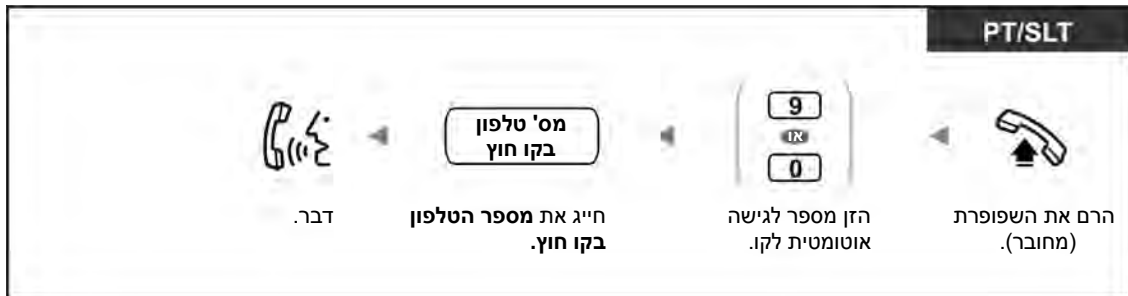 PT/SLT
9
או
0
מס' טלפון
בקו חוץ
הרם את השפופרת
(מחובר).
הזן מספר לגישה
אוטומטית לקו.
חייג את מספר הטלפון
בקו חוץ.
דבר.